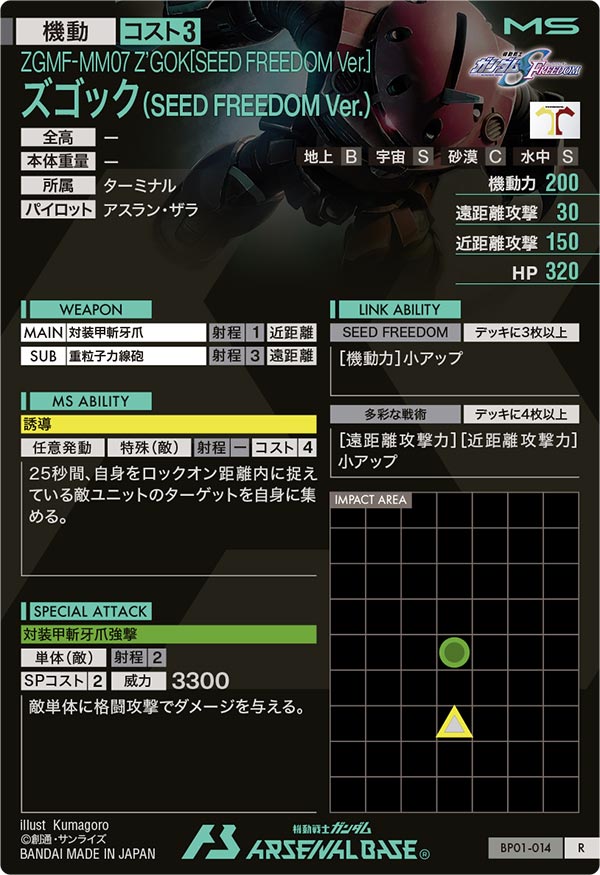 機動 コスト3 MS
ZGMF-MM07 Z'GOK[SEED FREEDOM Ver.]
機動戦士 ガンダム SEED FREEDOM
ズゴック(SEED FREEDOM Ver.)
全高 ー
本体重量 ー
所属 ターミナル
パイロット アスラン・ザラ
地上 B 宇宙 S 砂漠 C 水中 S
機動力 200
遠距離攻撃 30
近距離攻撃 150
HP 320
WEAPON
MAIN 対装甲斬牙爪 射程 1 近距離
SUB 重粒子力線砲 射程 3 遠距離
MS ABILITY
誘導
任意発動 特殊(敵) 射程 ー コスト 4
25秒間、自身をロックオン距離内に捉え
ている敵ユニットのターゲットを自身に集
める。
SPECIAL ATTACK
対装甲斬牙爪強撃
単体(敵) 射程 2
SPコスト 2 威力 3300
敵単体に格闘攻撃でダメージを与える。
LINK ABILITY
SEED FREEDOM デッキに3枚以上
[機動力]小アップ
多彩な戦術 デッキに4枚以上
[遠距離攻撃力][近距離攻撃力]
小アップ
IMPACT AREA
illust Kumagoro
©創通・サンライズ
BANDAI MADE IN JAPAN
機動戦士ガンダム
AB ARSENAL BASE®
BP01-014 R